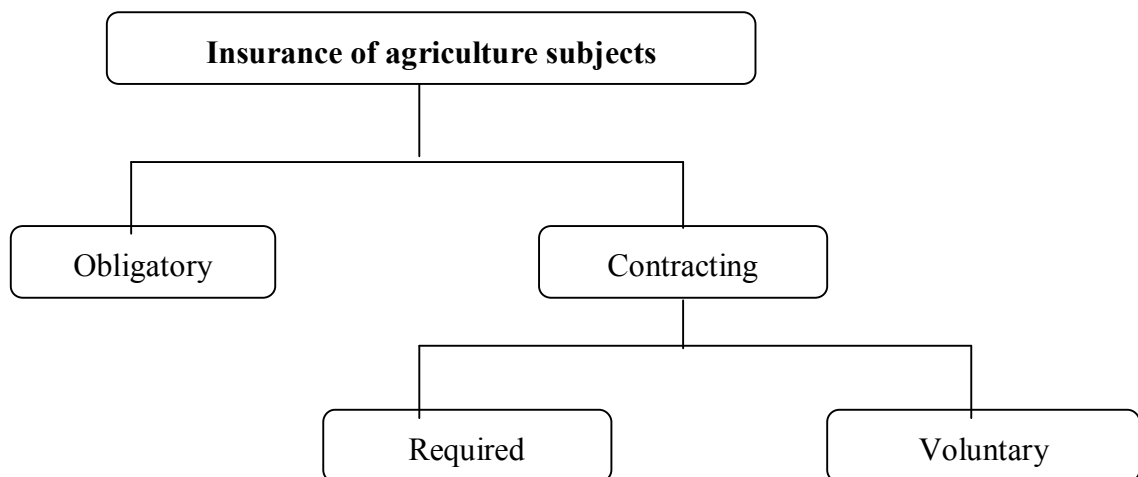 Insurance of agriculture subjects
Obligatory
Contracting
Required
Voluntary